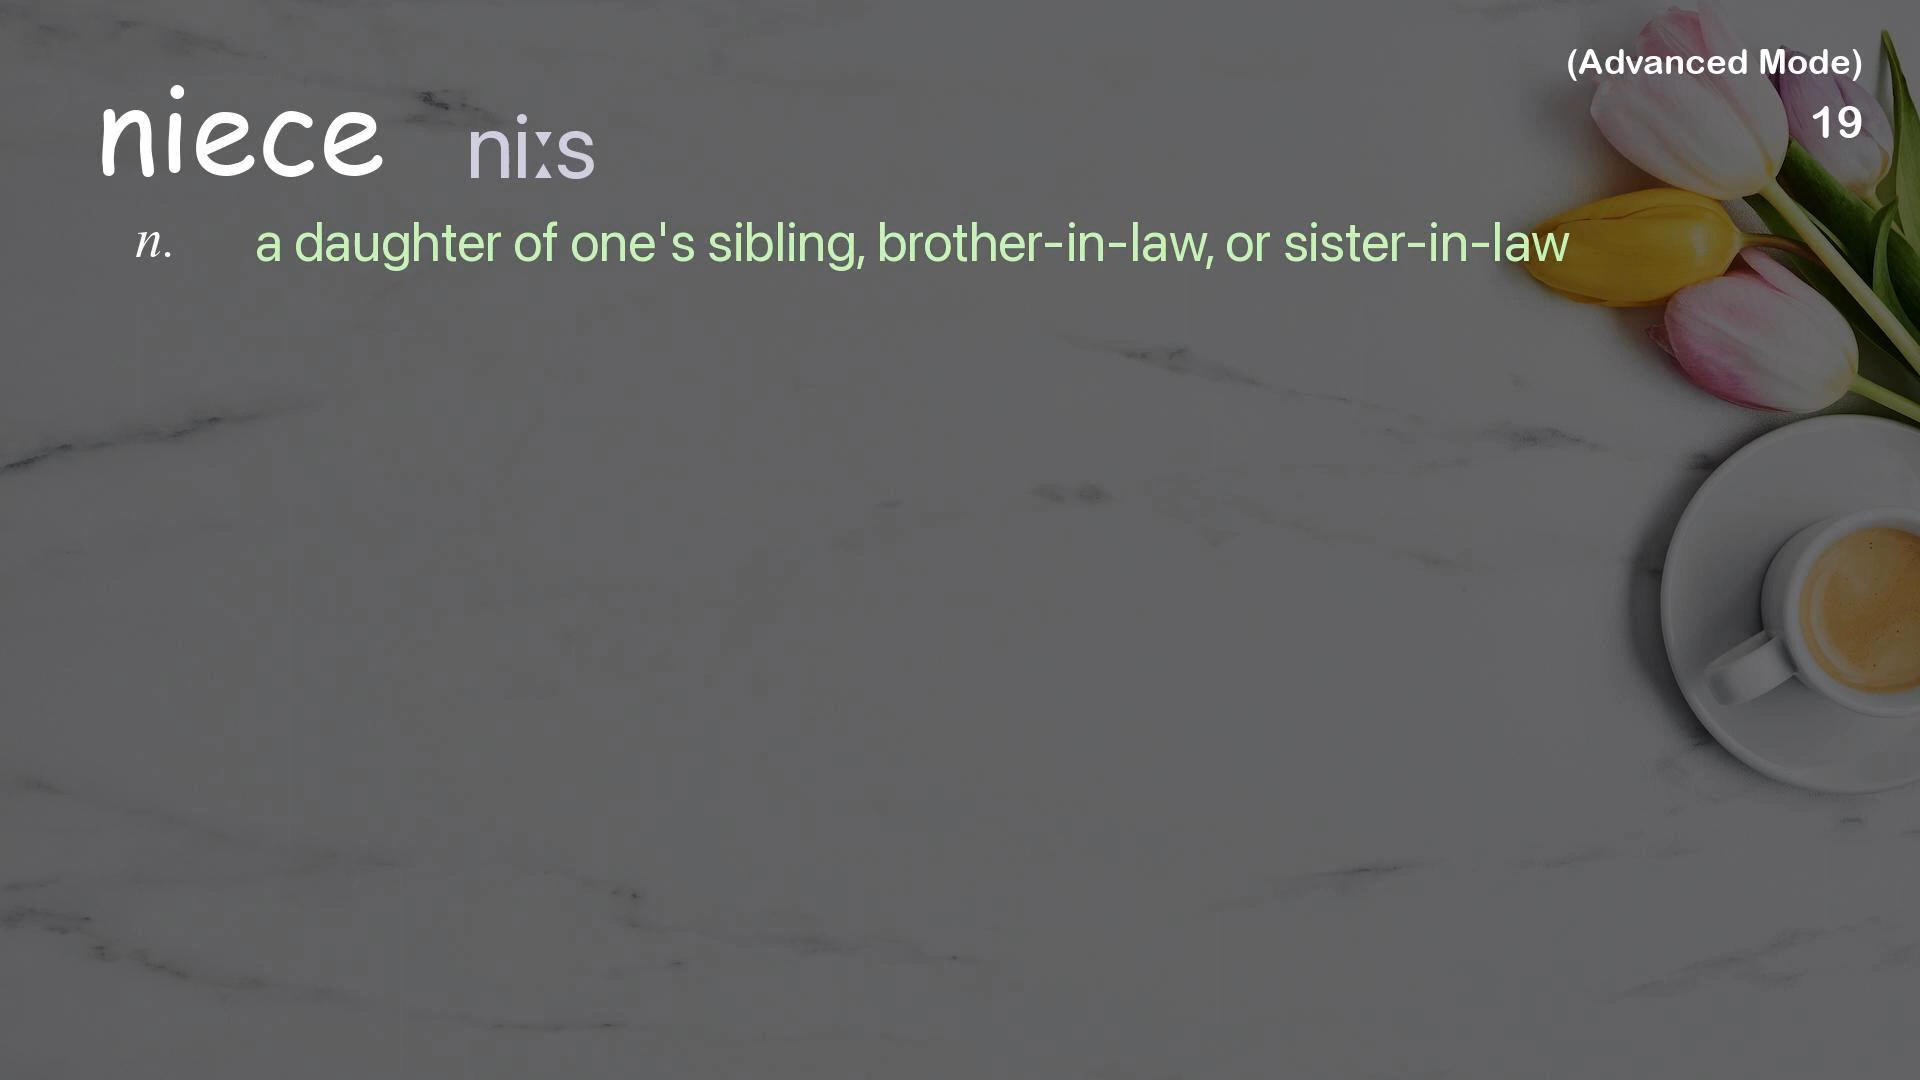 (Advanced Mode)
19
niece niːs
n. a daughter of one's sibling, brother-in-law, or sister-in-law